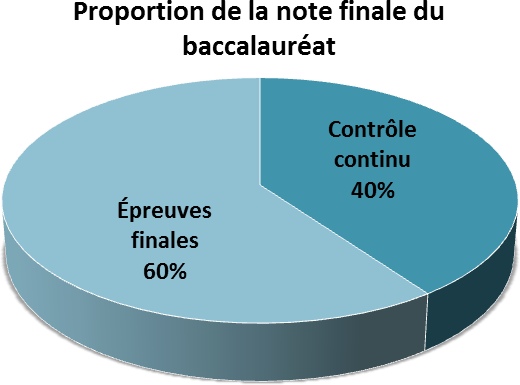 Proportion de la note finale du
baccalauréat
Contrôle
continu
40%
Épreuves
finales
60%